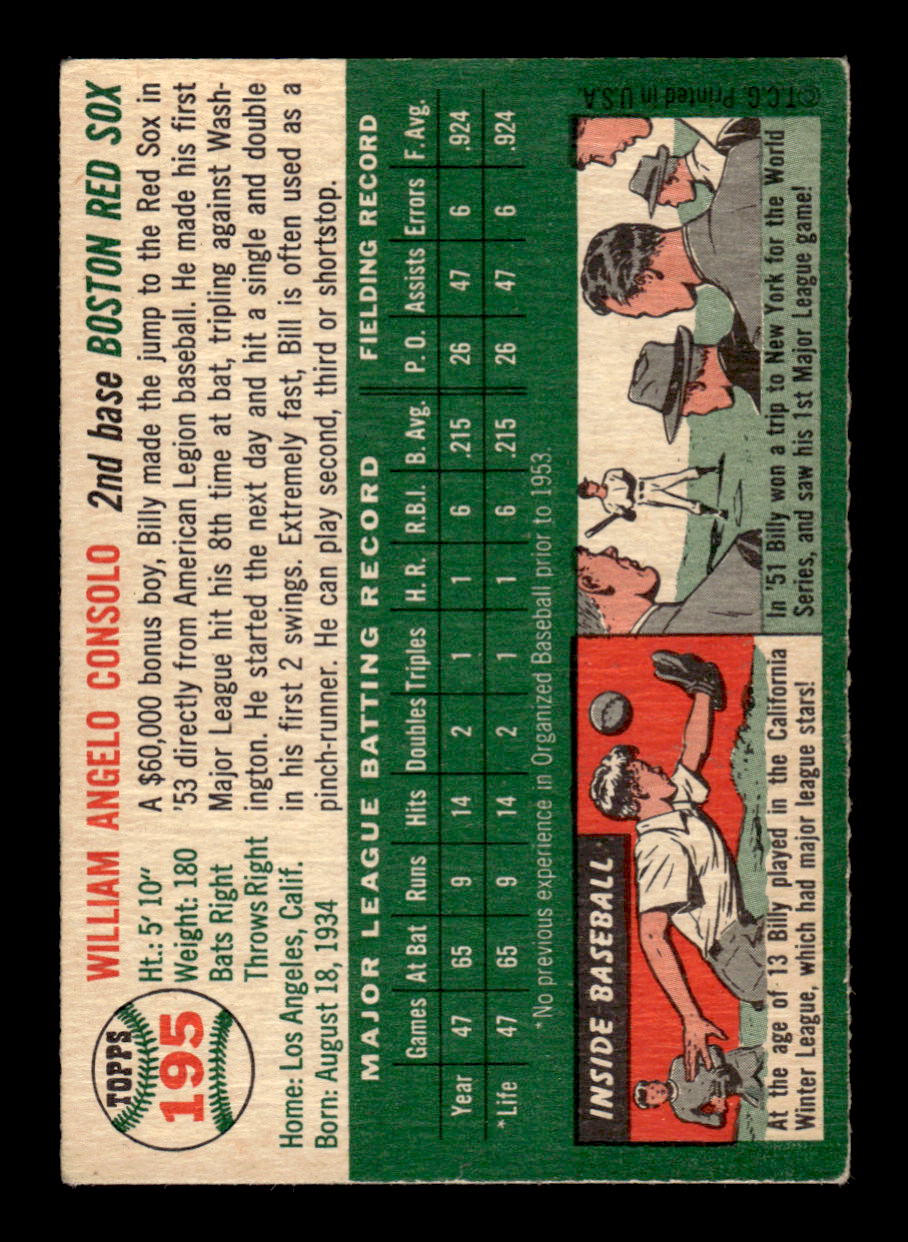 TOPPS
195
WILLIAM ANGELO CONSOLO 2nd base BOSTON RED SOX
Ht.: 5' 10"
Weight: 180
Bats Right
Throws Right
Home: Los Angeles, Calif.
Born: August 18, 1934
A $60,000 bonus boy, Billy made the jump to the Red Sox in
'53 directly from American Legion baseball. He made his first
Major League hit his 8th time at bat, tripling against Wash-
ington. He started the next day and hit a single and double
in his first 2 swings. Extremely fast, Bill is often used as a
pinch-runner. He can play second, third or shortstop.
MAJOR LEAGUE BATTING RECORD FIELDING RECORD
Games At Bat Runs Hits Doubles Triples H. R. R.B.I. B. Avg. P. O. Assists Errors F. Avg.
Year 47 65 9 14 2 1 1 6 .215 26 47 6 .924
*Life 47 65 9 14 2 1 1 6 .215 26 47 6 .924
*No previous experience in Organized Baseball prior to 1953.
INSIDE BASEBALL
At the age of 13 Billy played in the California
Winter League, which had major league stars!
In '51 Billy won a trip to New York for the World
Series, and saw his 1st Major League game!
©T.C.G. Printed in U.S.A.